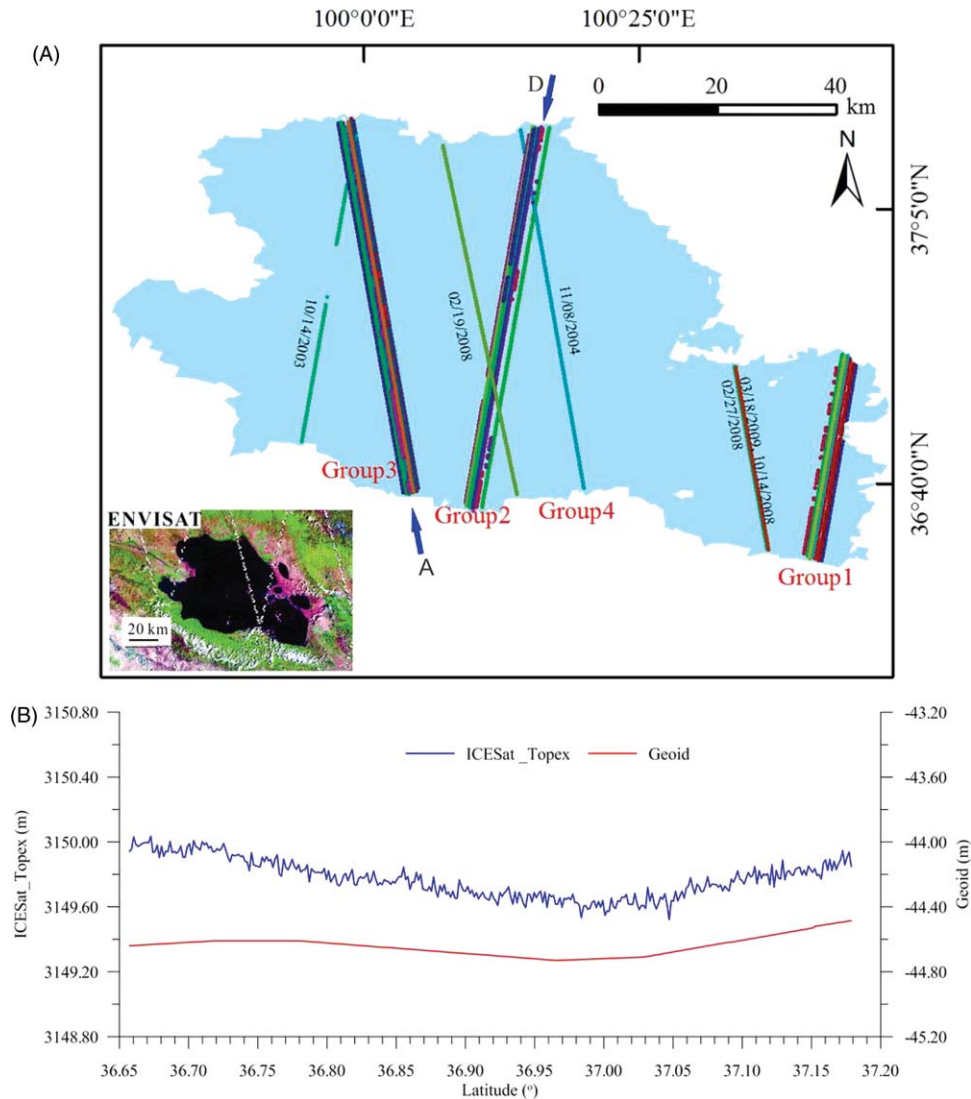 100°0'0"E 100°25'0"E
(A)
D
0 20 40
km
N
37°5'0"N
10/14/2003
02/19/2008
11/08/2004
03/18/2009, 10/14/2008
02/27/2008
36°40'0"N
Group3
Group2
Group4
Group1
A
ENVISAT
20 km
(B)
3150.80 -43.20
ICESat _Topex Geoid
3150.40 -43.60
3150.00 -44.00
3149.60 -44.40
3149.20 -44.80
3148.80 -45.20
ICESat_Topex (m)
Geoid (m)
36.65 36.70 36.75 36.80 36.85 36.90 36.95 37.00 37.05 37.10 37.15 37.20
Latitude (°)